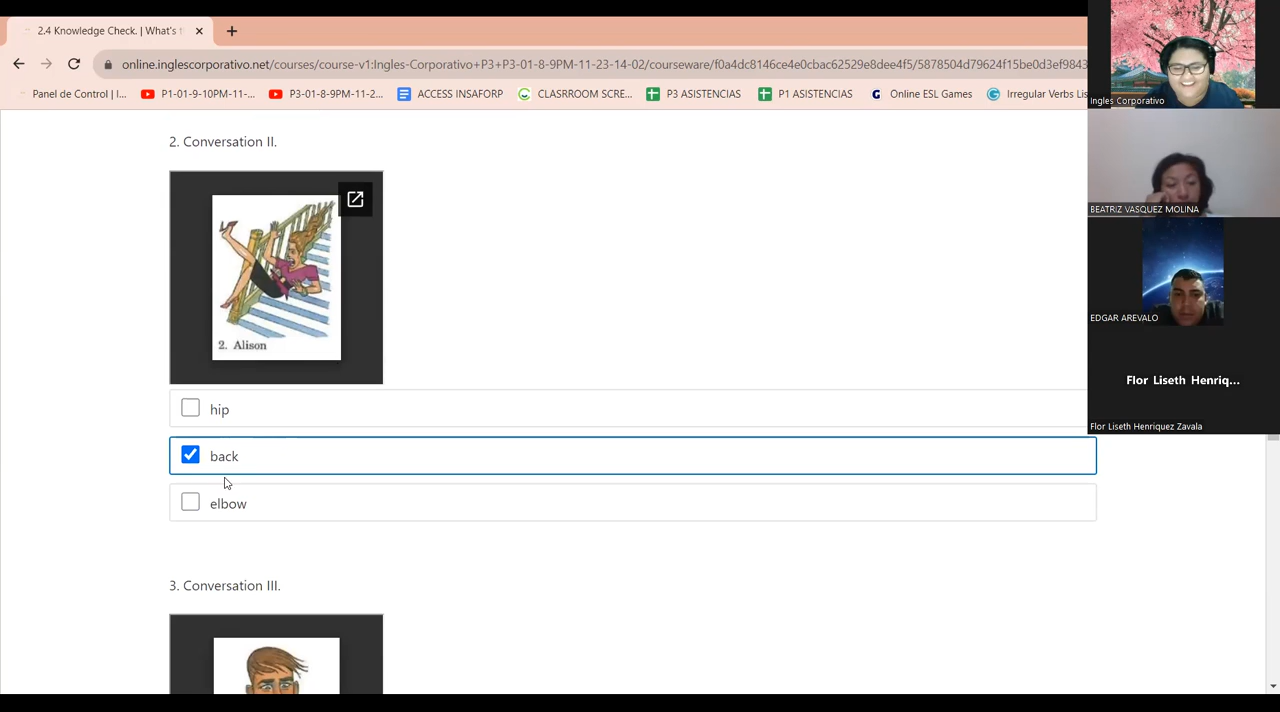 2.4 Knowledge Check. | What's t
online.inglescorporativo.net/courses/course-v1:Ingles-Corporativo+P3+P3-01-8-9PM-11-23-14-02/courseware/f0a4dc8146ce4e0cbac62529e8dee4f5/5878504d79624f15be0d3ef9843
Panel de Control | I...
P1-01-9-10PM-11-...
P3-01-8-9PM-11-2...
ACCESS INSAFORP
CLASRROOM SCRE...
P3 ASISTENCIAS
P1 ASISTENCIAS
Online ESL Games
Irregular Verbs Lis
Ingles Corporativo
BEATRIZ VASQUEZ MOLINA
EDGAR AREVALO
Flor Liseth Henriq...
Flor Liseth Henriquez Zavala
2. Conversation II.
2. Alison
hip
back
elbow
3. Conversation III.